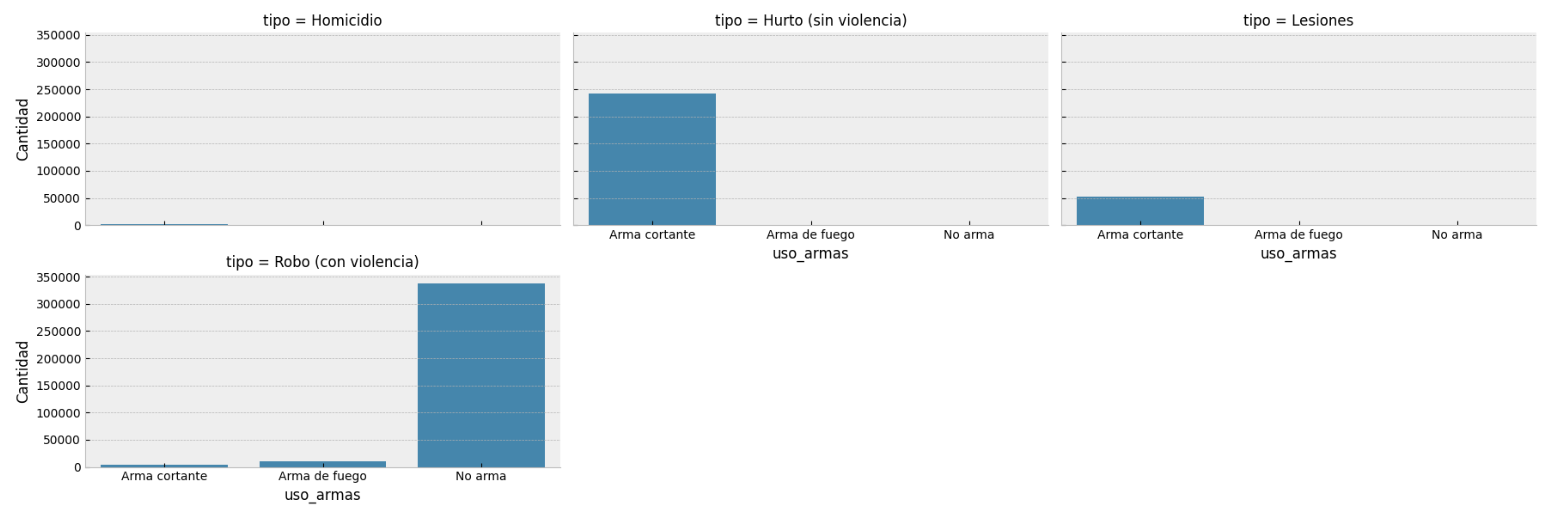 tipo = Homicidio
tipo = Hurto (sin violencia)
tipo = Lesiones
350000
300000
250000
200000
150000
100000
50000
0
Cantidad
Arma cortante Arma de fuego No arma
uso_armas
Arma cortante Arma de fuego No arma
uso_armas
tipo = Robo (con violencia)
350000
300000
250000
200000
150000
100000
50000
0
Cantidad
Arma cortante Arma de fuego No arma
uso_armas